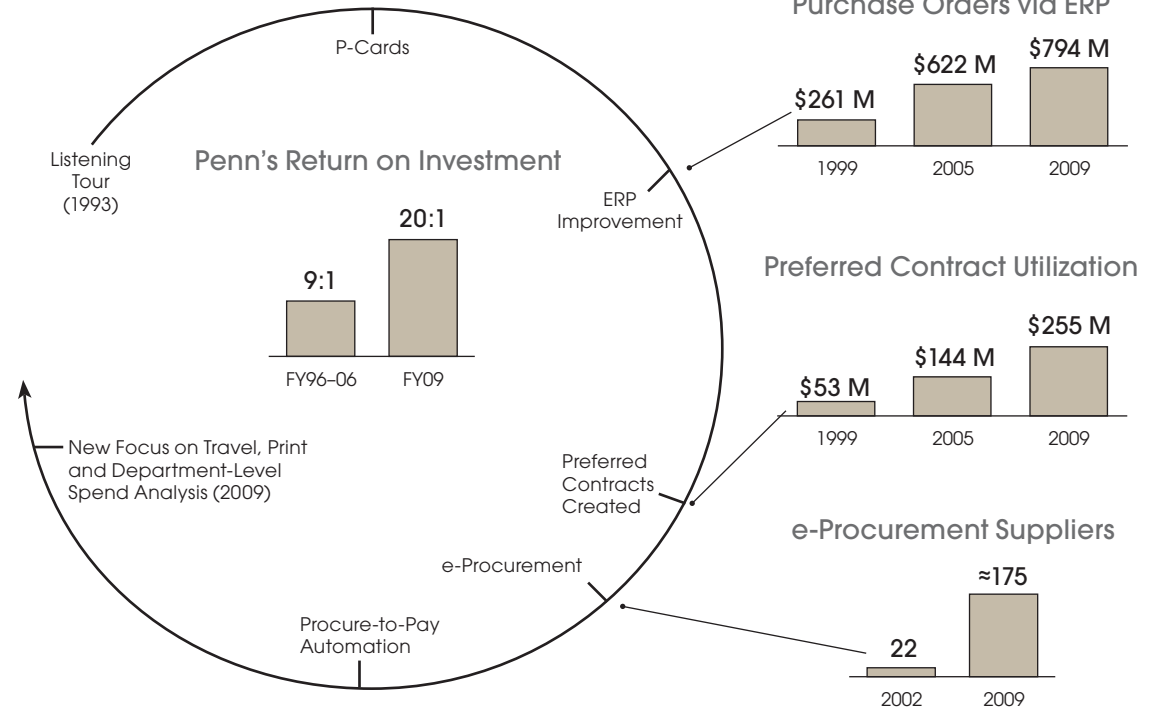 Purchase Orders via ERP
P-Cards
$261 M
$622 M
$794 M
1999
2005
2009
Listening
Tour
(1993)
Penn’s Return on Investment
9:1
20:1
FY96–06
FY09
ERP
Improvement
Preferred Contract Utilization
$53 M
$144 M
$255 M
1999
2005
2009
New Focus on Travel, Print
and Department-Level
Spend Analysis (2009)
Preferred
Contracts
Created
e-Procurement
e-Procurement Suppliers
22
≈175
2002
2009
Procure-to-Pay
Automation